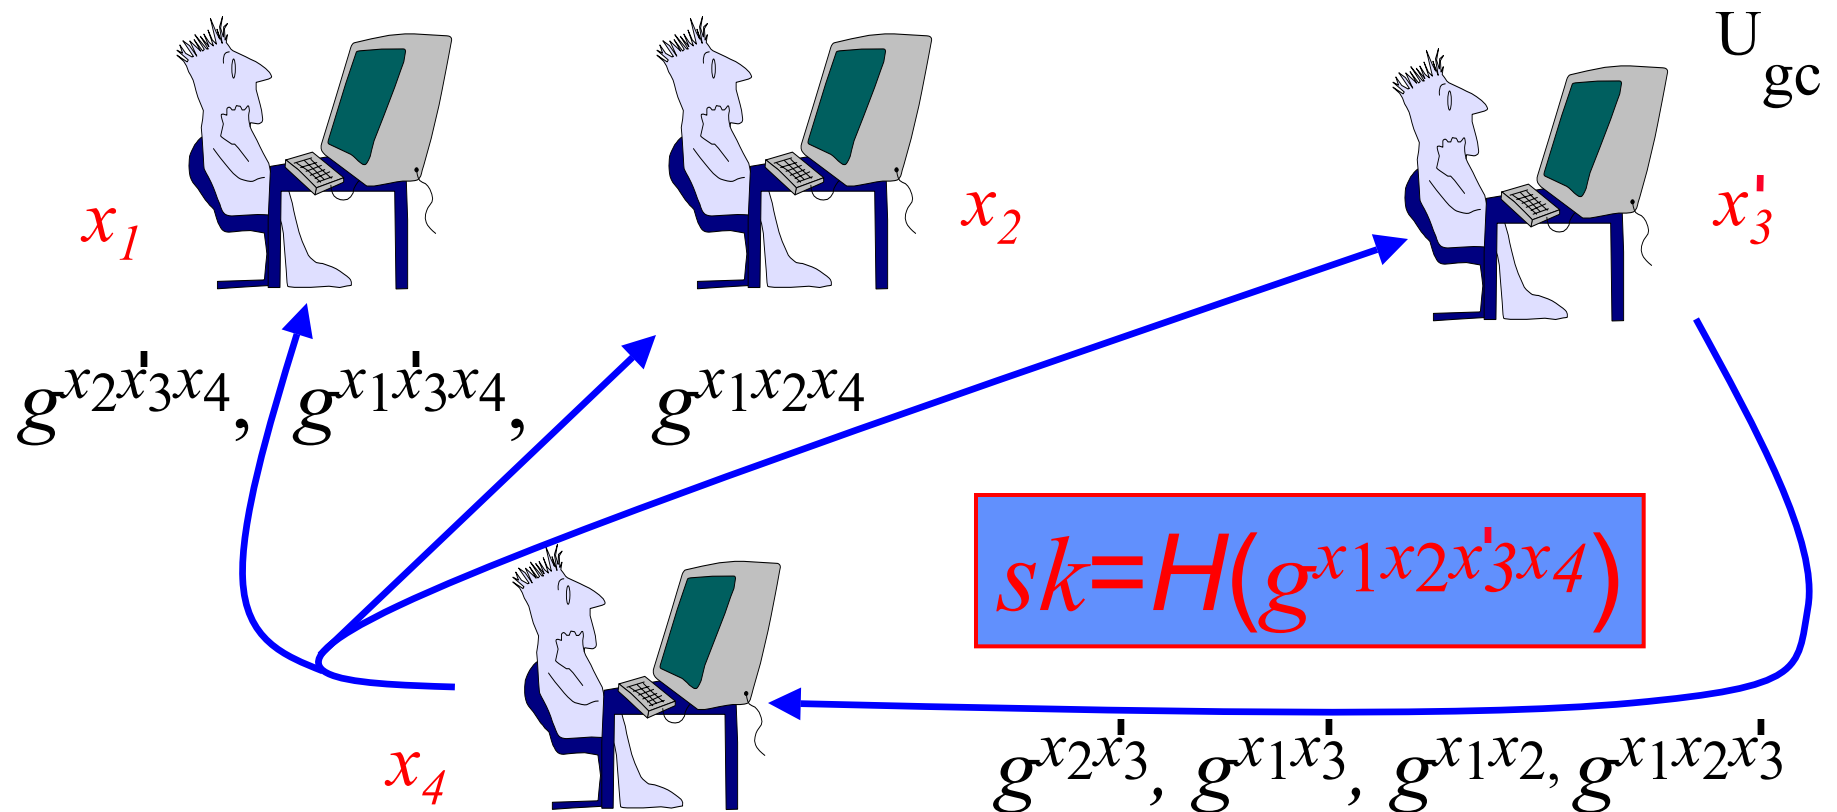 U_gc
x_1
x_2
x'_3
g^{x_2x'_3x_4}, g^{x_1x'_3x_4}, g^{x_1x_2x_4}
sk=H(g^{x_1x_2x'_3x_4})
x_4
g^{x_2x'_3}, g^{x_1x'_3}, g^{x_1x_2}, g^{x_1x_2x'_3}